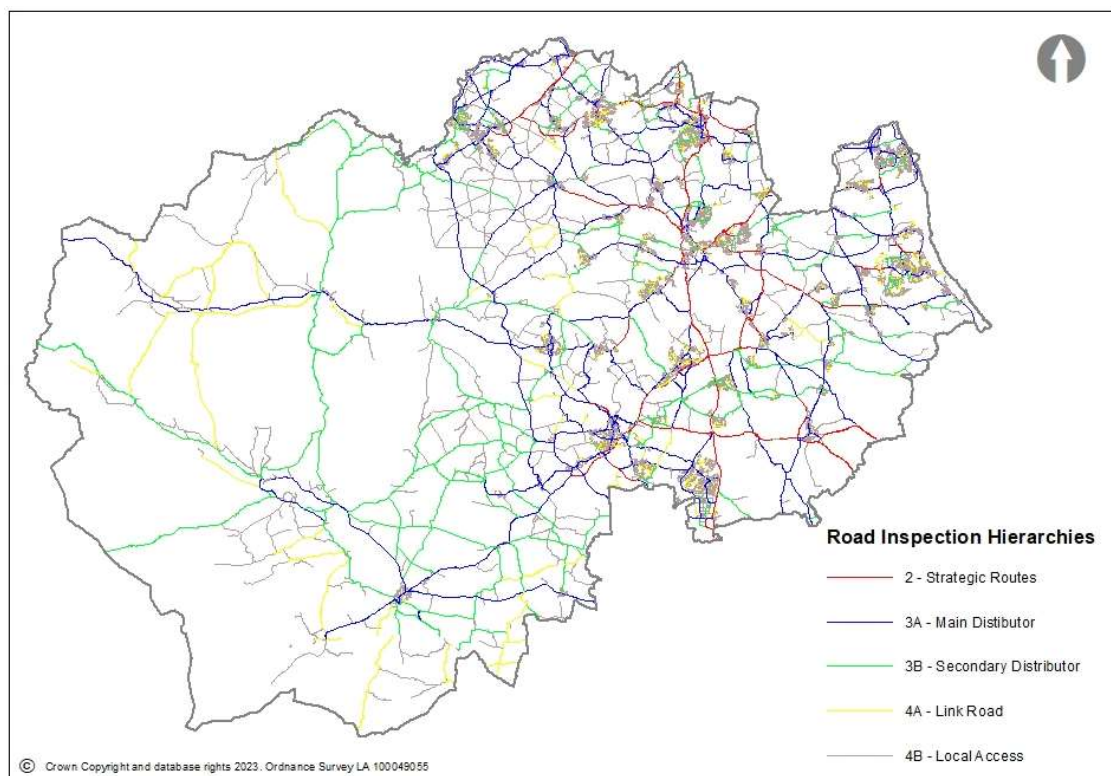 Road Inspection Hierarchies
2 - Strategic Routes
3A - Main Distibutor
3B - Secondary Distributor
4A - Link Road
4B - Local Access
© Crown Copyright and database rights 2023. Ordnance Survey LA 100049055